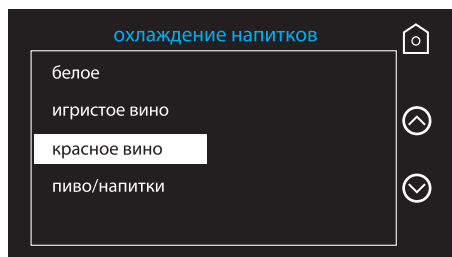 охлаждение напитков
белое
игристое вино
красное вино
пиво/напитки